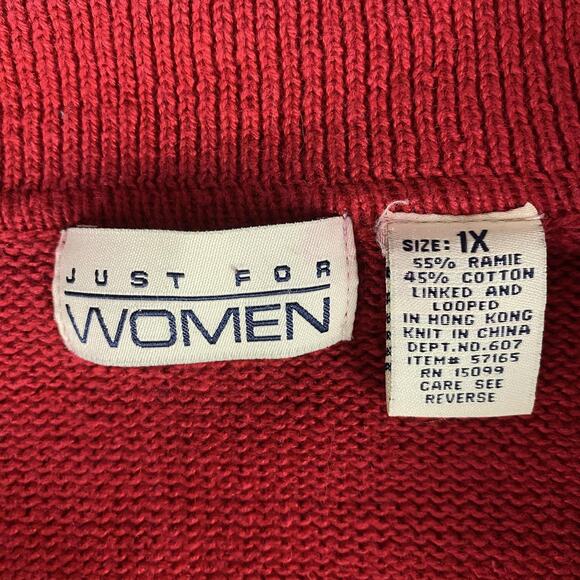 JUST FOR
WOMEN
SIZE: 1X
55% RAMIE
45% COTTON
LINKED AND
LOOPED
IN HONG KONG
KNIT IN CHINA
DEPT.NO.607
ITEM# 57165
RN 15099
CARE SEE
REVERSE